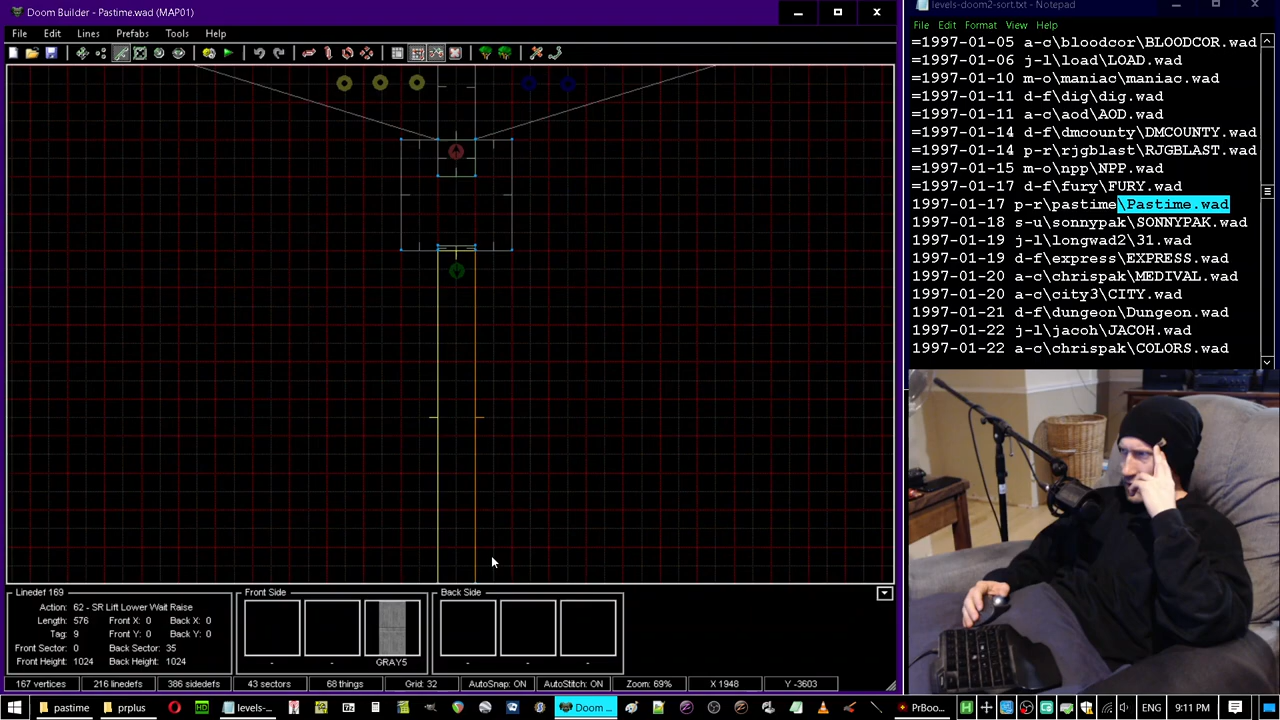 Doom Builder - Pastime.wad (MAP01)
File Edit Lines Prefabs Tools Help
Linedef 169
Action: 62 - SR Lift Lower Wait Raise
Length: 576 Front X: 0 Back X: 0
Tag: 9 Front Y: 0 Back Y: 0
Front Sector: 0 Back Sector: 35
Front Height: 1024 Back Height: 1024
Front Side
- - GRAY5
Back Side
- - -
167 vertices 216 linedefs 386 sidedefs 43 sectors 68 things Grid: 32 AutoSnap: ON AutoStitch: ON Zoom: 69% X 1948 Y -3603
levels-doom2-sort.txt - Notepad
File Edit Format View Help
=1997-01-05 a-c\bloodcor\BLOODCOR.wad
=1997-01-06 j-l\load\LOAD.wad
=1997-01-10 m-o\maniac\maniac.wad
=1997-01-11 d-f\dig\dig.wad
=1997-01-11 a-c\aod\AOD.wad
=1997-01-14 d-f\dmcounty\DMCOUNTY.wad
=1997-01-14 p-r\rjgblast\RJGBLAST.wad
=1997-01-15 m-o\npp\NPP.wad
=1997-01-17 d-f\fury\FURY.wad
1997-01-17 p-r\pastime\Pastime.wad
1997-01-18 s-u\sonnypak\SONNYPAK.wad
1997-01-19 j-l\longwad2\31.wad
1997-01-19 d-f\express\EXPRESS.wad
1997-01-20 a-c\chrispak\MEDIVAL.wad
1997-01-20 a-c\city3\CITY.wad
1997-01-21 d-f\dungeon\Dungeon.wad
1997-01-22 j-l\jacoh\JACOH.wad
1997-01-22 a-c\chrispak\COLORS.wad
pastime prplus levels-... Doom ... PrBoo... ENG 9:11 PM